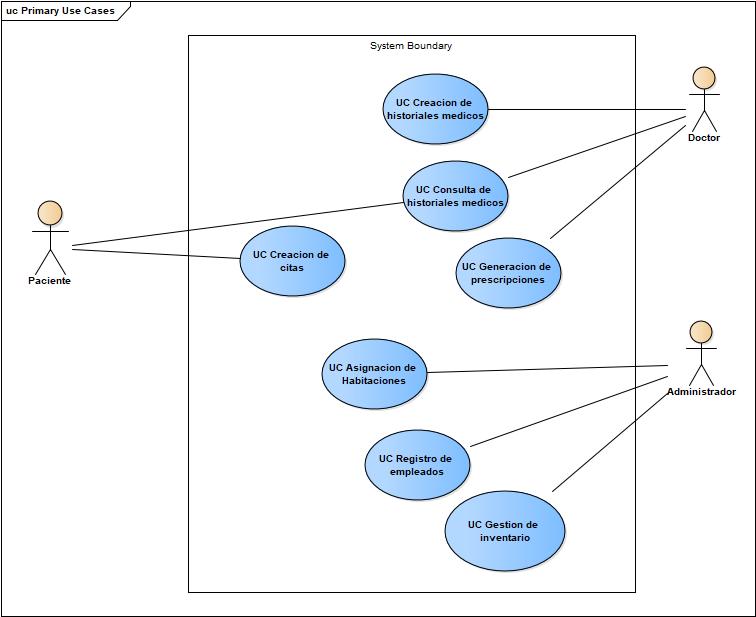 uc Primary Use Cases
System Boundary
UC Creacion de
historiales medicos
Doctor
UC Consulta de
historiales medicos
UC Creacion de
citas
Paciente
UC Generacion de
prescripciones
UC Asignacion de
Habitaciones
Administrador
UC Registro de
empleados
UC Gestion de
inventario